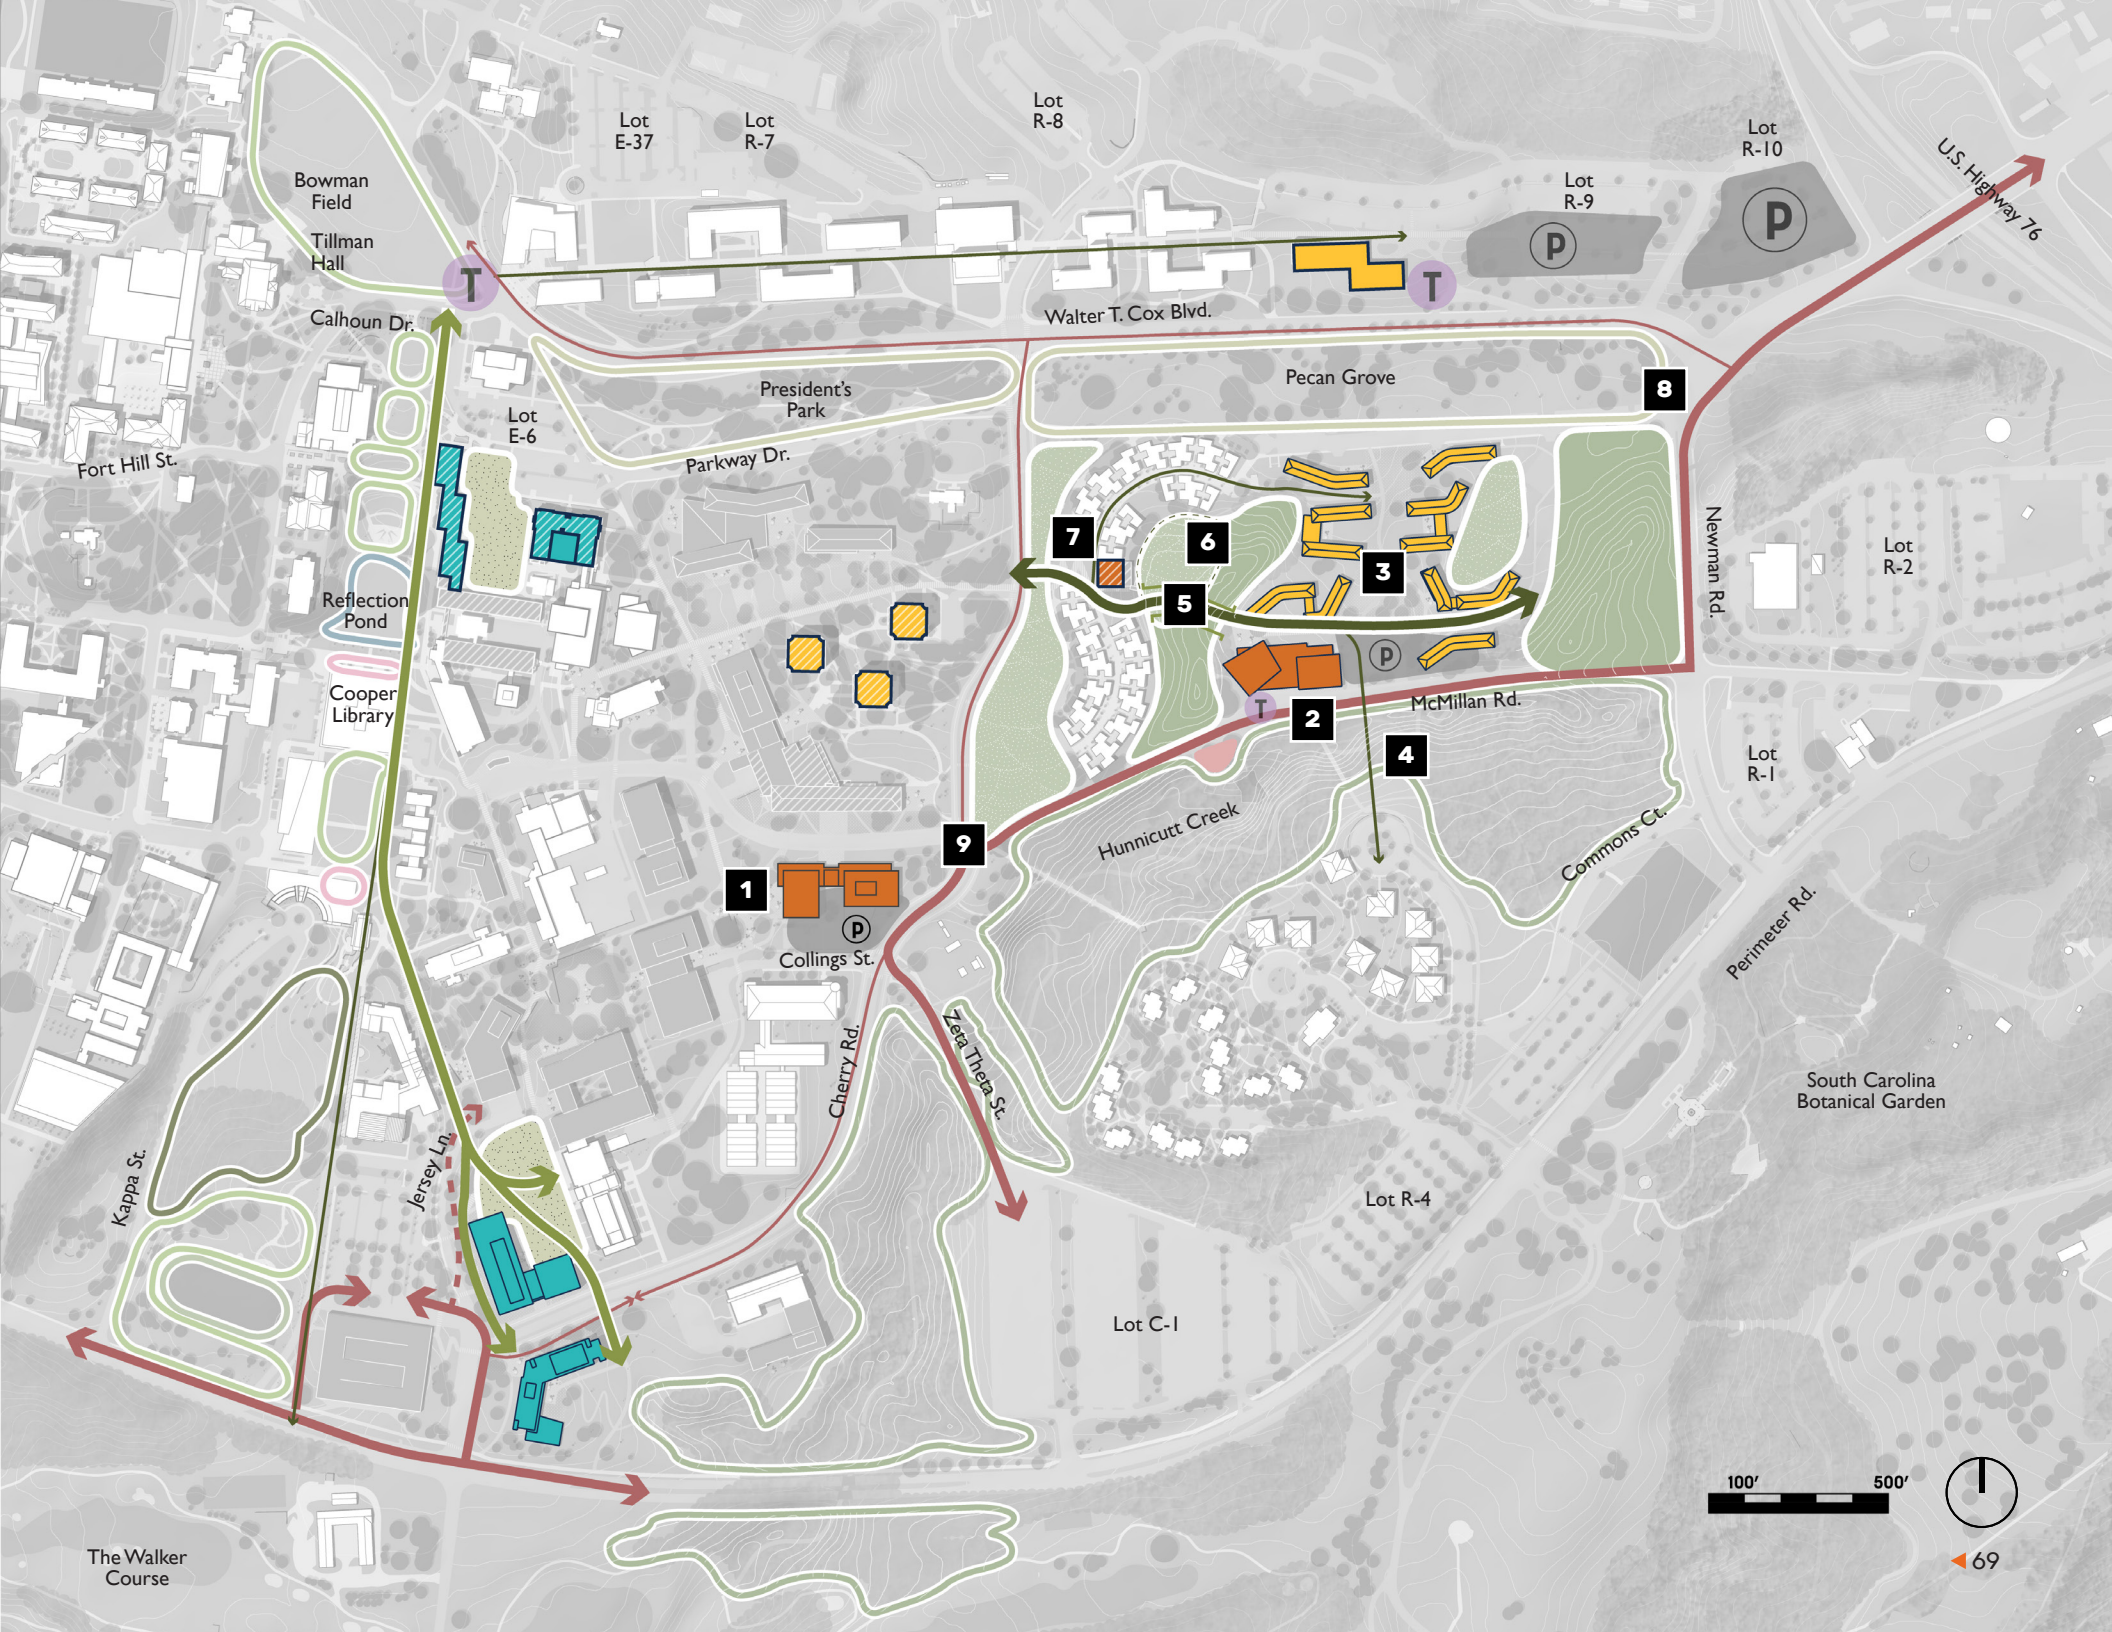 Lot
R-8
Lot
E-37
Lot
R-7
Lot
R-10
U.S. Highway 76
Bowman
Field
Lot
R-9
P
P
Tillman
Hall
T
T
Calhoun Dr.
Walter T. Cox Blvd.
President's
Park
Pecan Grove
8
Lot
E-6
Fort Hill St.
Parkway Dr.
7
6
3
5
Newman Rd.
Lot
R-2
Reflection
Pond
P
Cooper
Library
T
2
McMillan Rd.
4
Lot
R-1
Hunnicutt Creek
9
Commons Ct.
1
P
Collings St.
Perimeter Rd.
Cherry Rd.
Zeta Theta St.
South Carolina
Botanical Garden
Kappa St.
Jersey Ln.
Lot R-4
Lot C-1
100' 500'
The Walker
Course
69